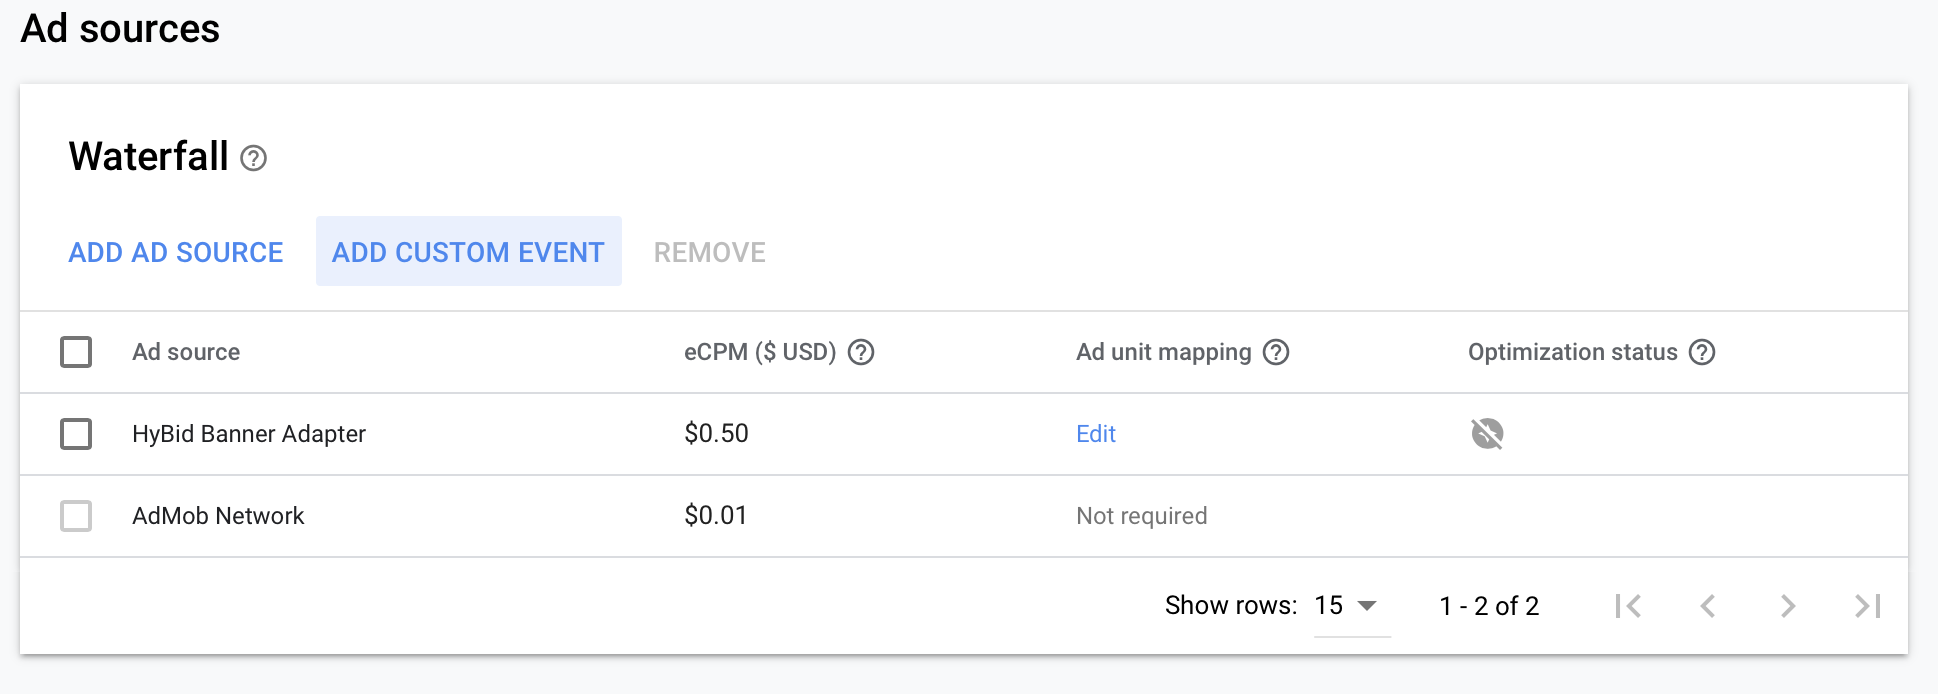 Ad sources
Waterfall
ADD AD SOURCE ADD CUSTOM EVENT REMOVE
Ad source eCPM ($ USD) Ad unit mapping Optimization status
HyBid Banner Adapter $0.50 Edit
AdMob Network $0.01 Not required
Show rows: 15 1 - 2 of 2